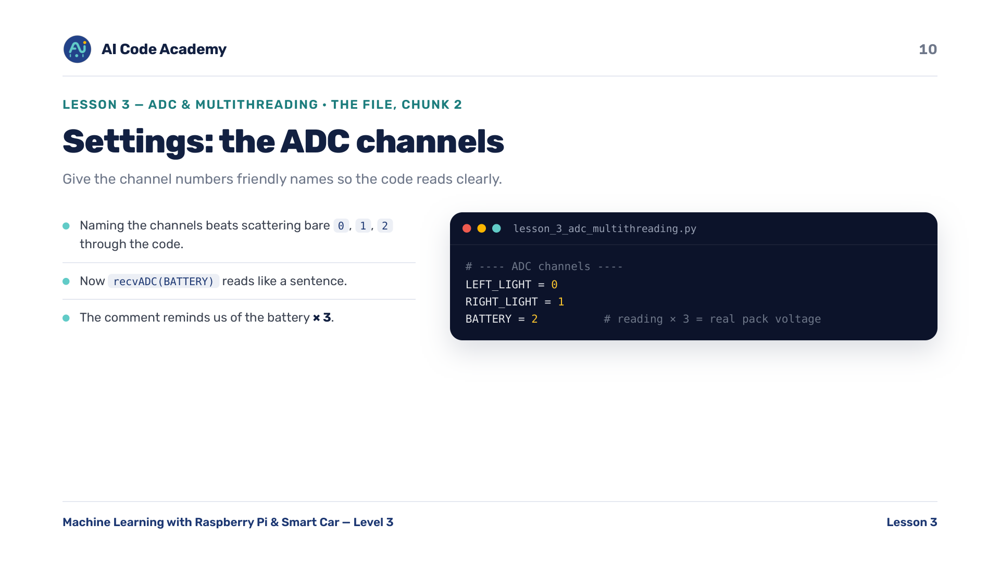 AI Code Academy
10
LESSON 3 — ADC & MULTITHREADING • THE FILE, CHUNK 2
Settings: the ADC channels
Give the channel numbers friendly names so the code reads clearly.
Naming the channels beats scattering bare 0, 1, 2
through the code.
Now recvADC(BATTERY) reads like a sentence.
The comment reminds us of the battery × 3.
lesson_3_adc_multithreading.py
# ---- ADC channels ----
LEFT_LIGHT = 0
RIGHT_LIGHT = 1
BATTERY = 2          # reading × 3 = real pack voltage
Machine Learning with Raspberry Pi & Smart Car — Level 3
Lesson 3